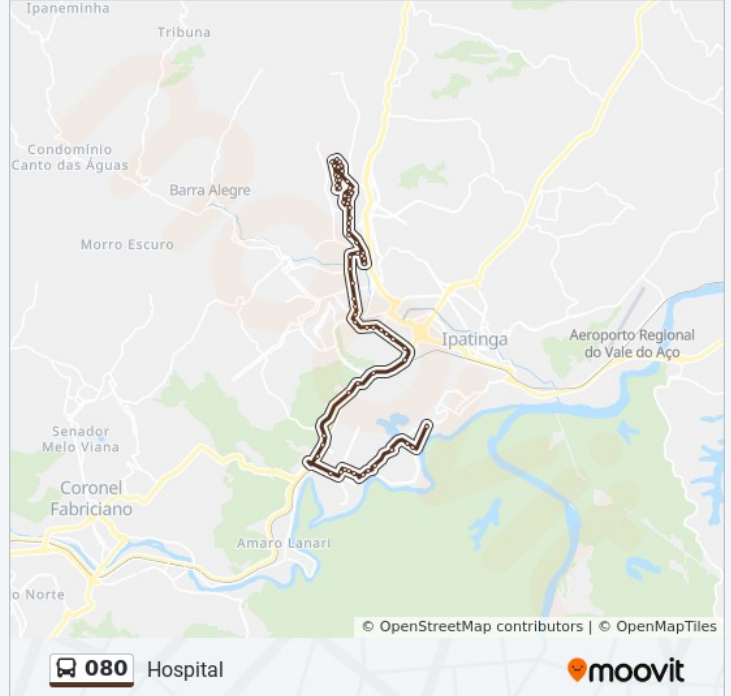 Ipaneminha
Tribuna
Condomínio
Canto das Águas
Barra Alegre
Morro Escuro
Ipatinga
Aeroporto Regional
do Vale do Aço
Senador
Melo Viana
Coronel
Fabriciano
Amaro Lanari
o Norte
© OpenStreetMap contributors | © OpenMapTiles
080 Hospital
moovit